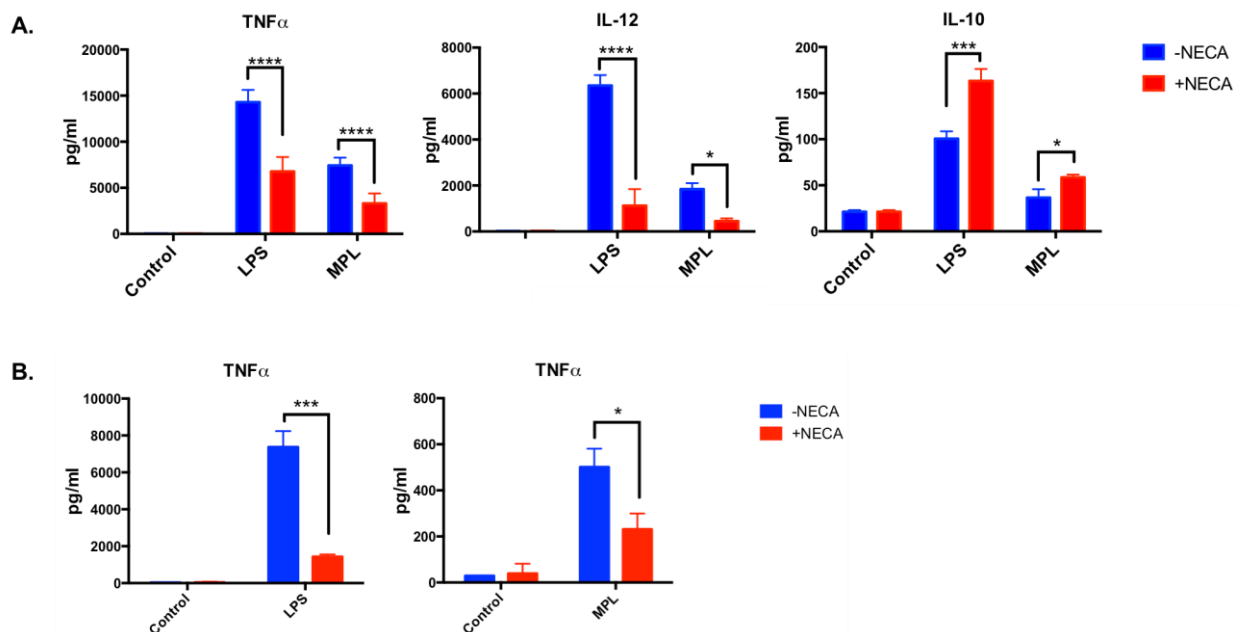 A.
TNFα
pg/ml
20000
15000
10000
5000
0
****
****
Control
LPS
MPL
IL-12
pg/ml
8000
6000
4000
2000
0
****
*
LPS
MPL
IL-10
pg/ml
200
150
100
50
0
***
*
Control
LPS
MPL
-NECA
+NECA
B.
TNFα
pg/ml
10000
8000
6000
4000
2000
0
***
Control
LPS
TNFα
pg/ml
800
600
400
200
0
*
Control
MPL
-NECA
+NECA